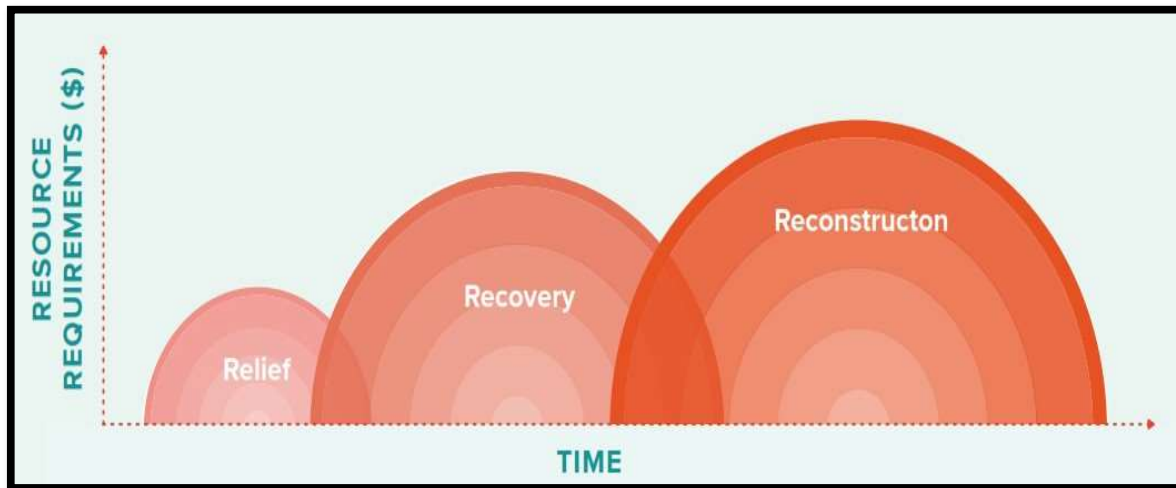 RESOURCE
REQUIREMENTS ($)
Relief
Recovery
Reconstructon
TIME